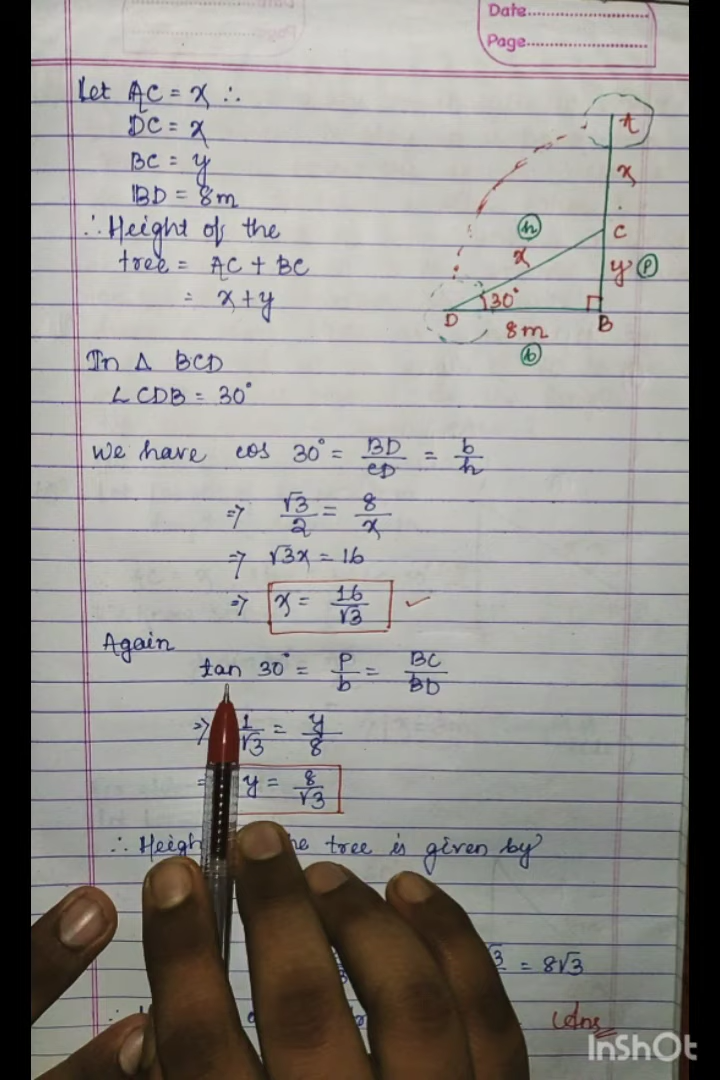 Date
Page
Let AC = x ∴
DC = x
BC = y
BD = 8m
∴ Height of the
tree = AC + BC
= x + y
A
x
C
h
x
y P
30°
D
8m
B
b
In Δ BCD
∠CDB = 30°
We have cos 30° = BD/CD = b/h
⇒ √3/2 = 8/x
⇒ √3x = 16
⇒ x = 16/√3 ✓
Again
tan 30° = P/b = BC/BD
⇒ 1/√3 = y/8
y = 8/√3
∴ tree is given by
= 8√3
∴ Ans
InShOt